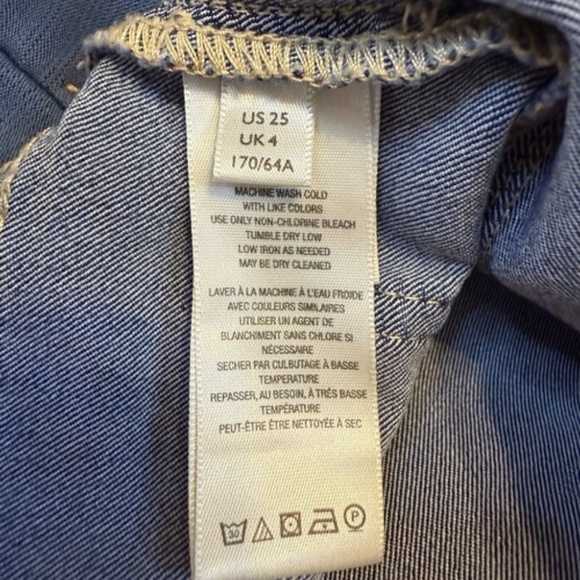 US 25
UK 4
170/64A
MACHINE WASH COLD
WITH LIKE COLORS
USE ONLY NON-CHLORINE BLEACH
TUMBLE DRY LOW
LOW IRON AS NEEDED
MAY BE DRY CLEANED
LAVER À LA MACHINE À L'EAU FROIDE
AVEC COULEURS SIMILAIRES
UTILISER UN AGENT DE
BLANCHIMENT SANS CHLORE SI
NÉCESSAIRE
SECHER PAR CULBUTAGE À BASSE
TEMPERATURE
REPASSER, AU BESOIN, À TRÈS BASSE
TEMPÉRATURE
PEUT-ÊTRE ÊTRE NETTOYÉE À SEC
30 P